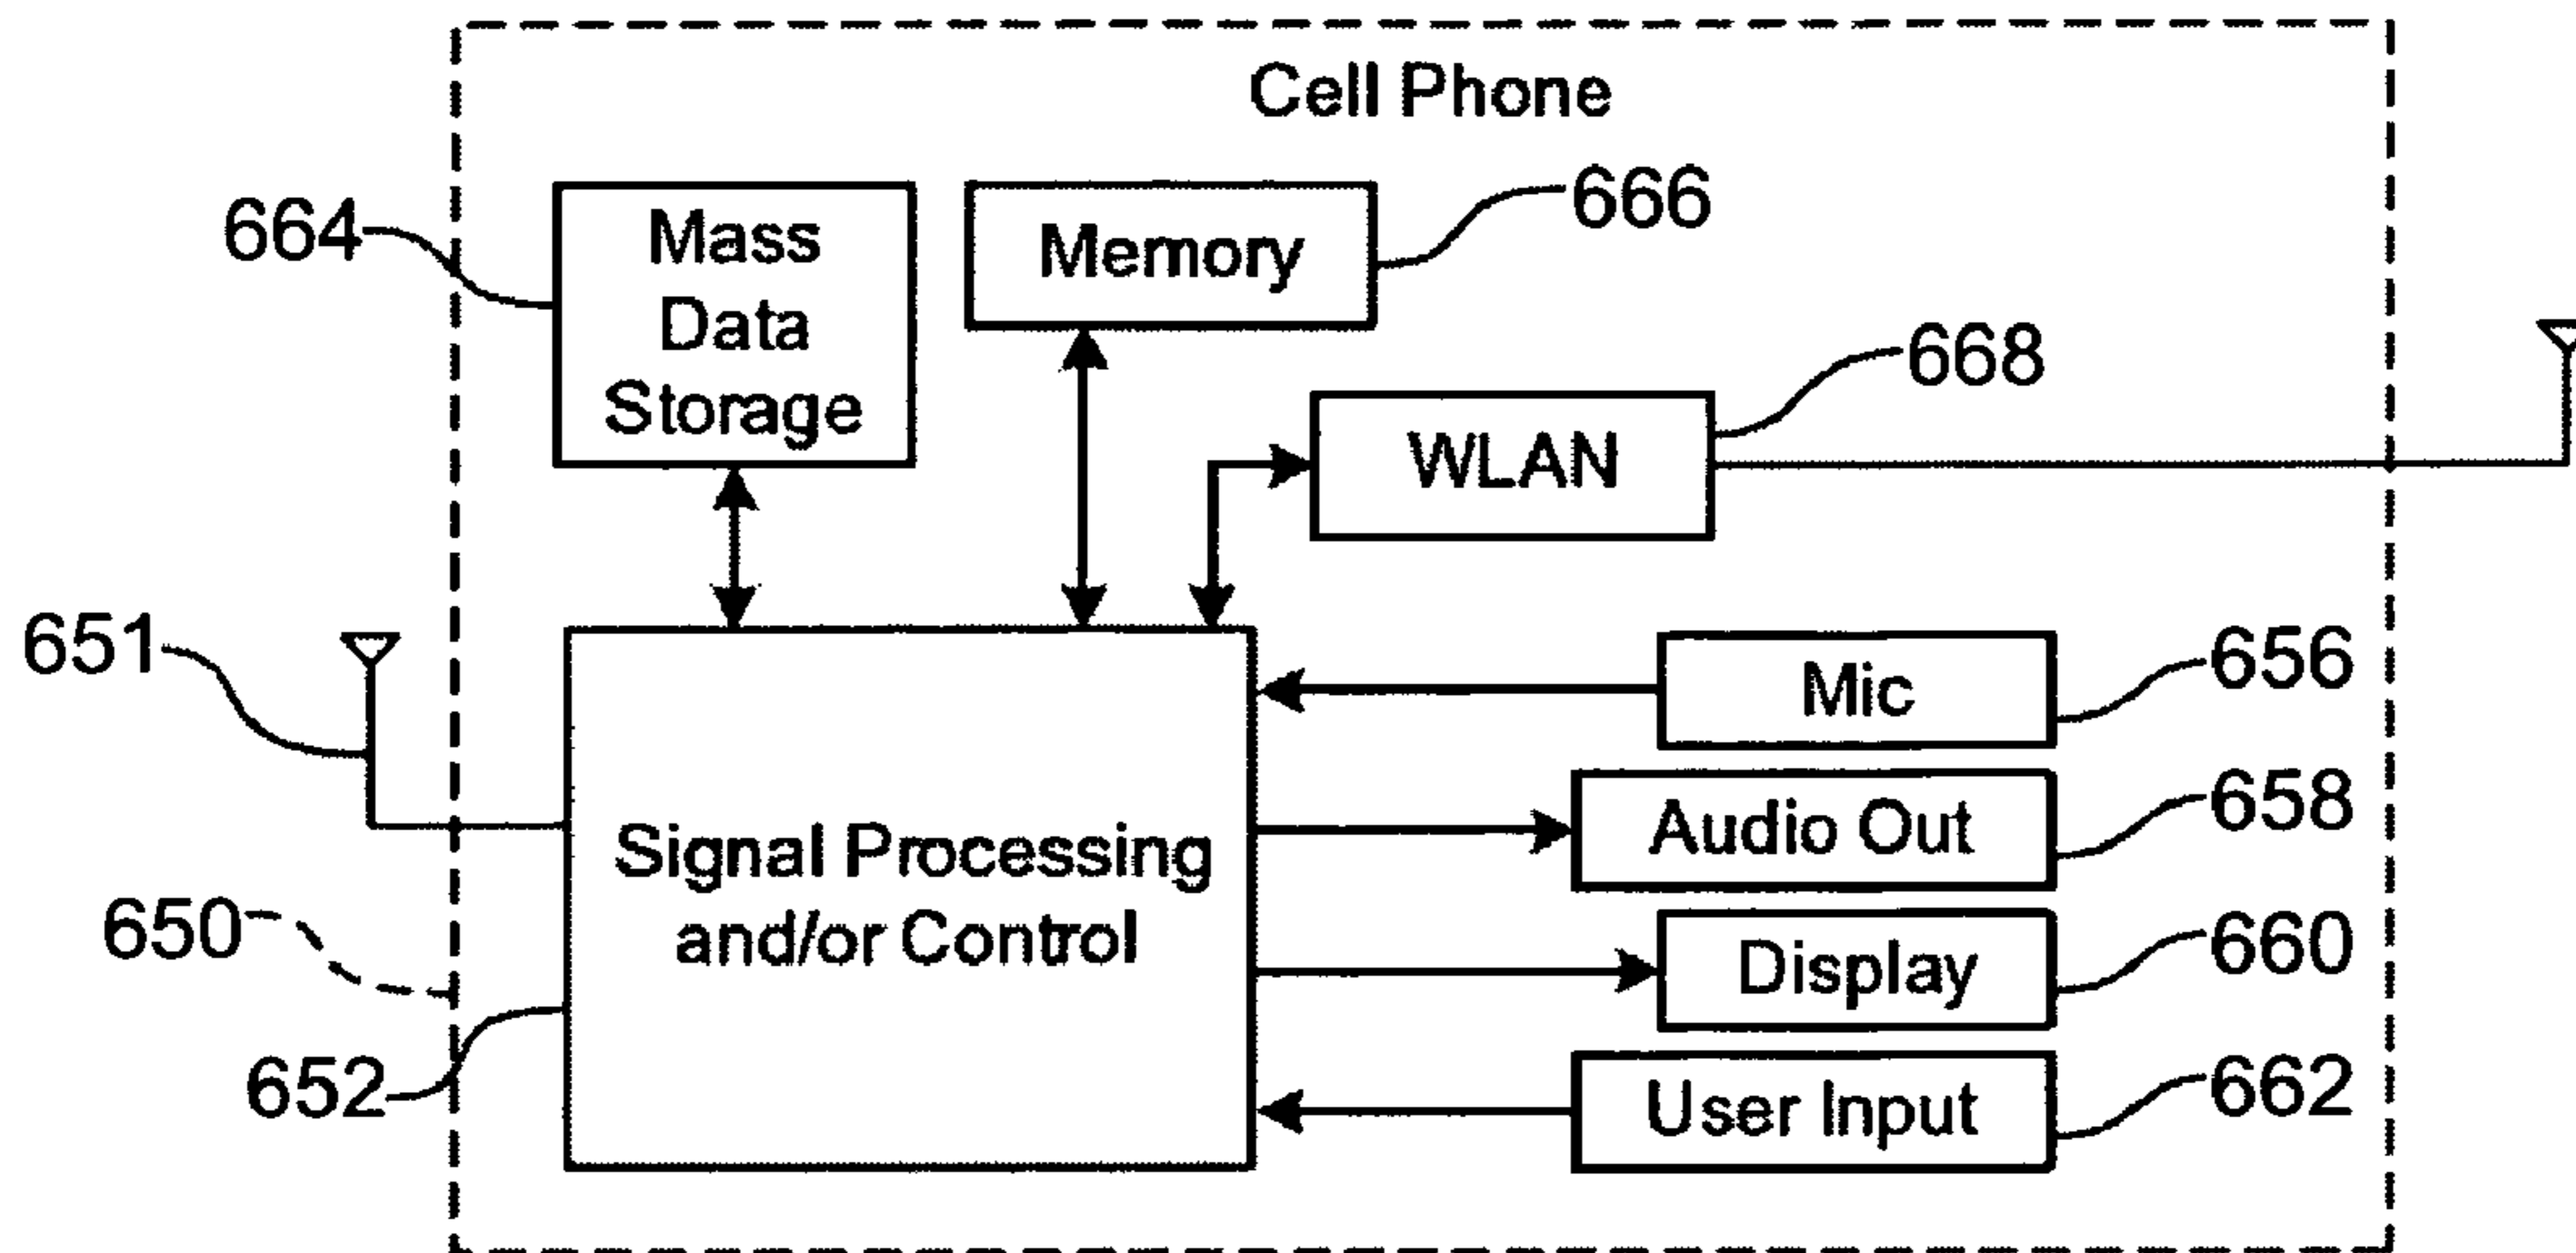 Cell Phone
664
Mass
Data
Storage
Memory
666
668
WLAN
651
Mic
656
Audio Out
658
Signal Processing
and/or Control
650
Display
660
652
User Input
662